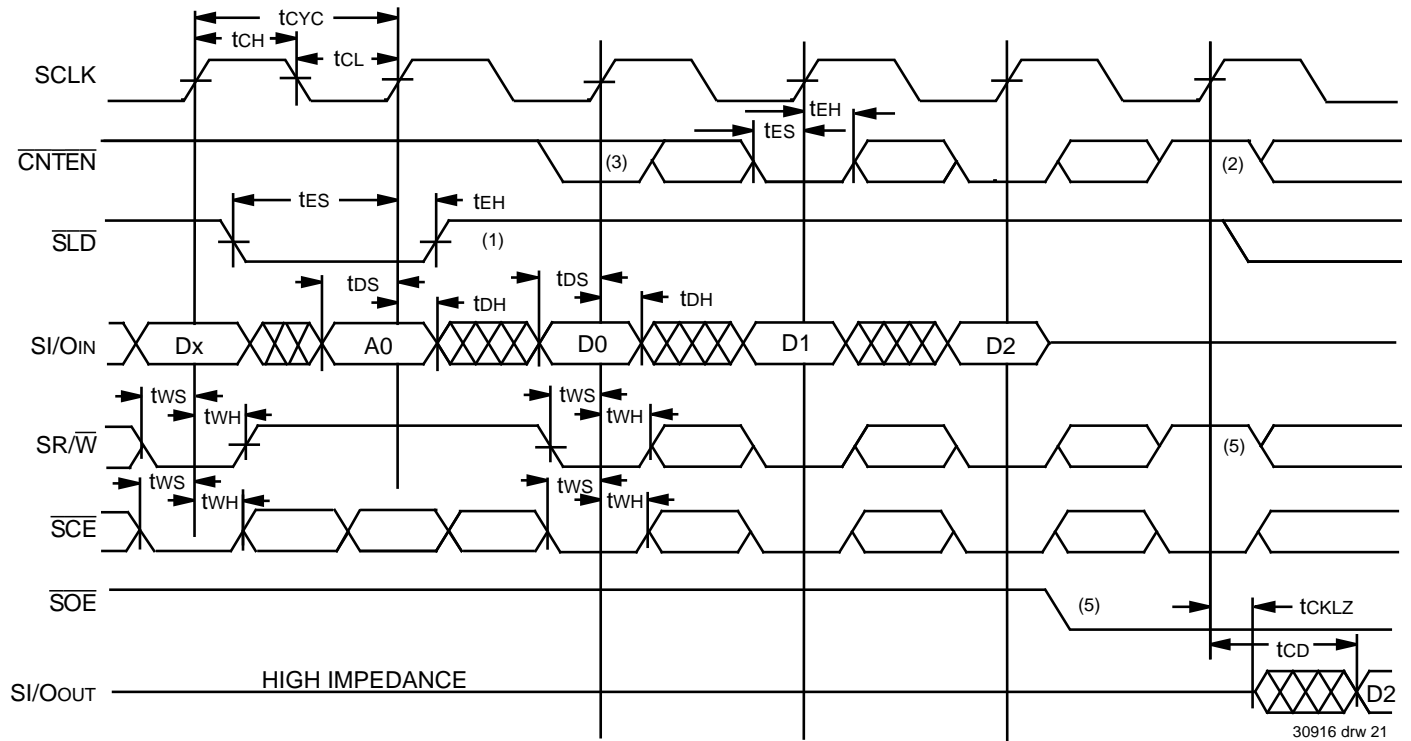 tCYC
tCH
tCL
SCLK
tEH
tES
CNTEN
(3)
(2)
tES
tEH
SLD
(1)
tDS
tDH
tDS
tDH
SI/OIN
Dx
A0
D0
D1
D2
tWS
tWH
tWS
tWH
SR/W
(5)
tWS
tWH
tWS
tWH
SCE
SOE
(5)
tCKLZ
tCD
SI/OOUT
HIGH IMPEDANCE
D2
30916 drw 21